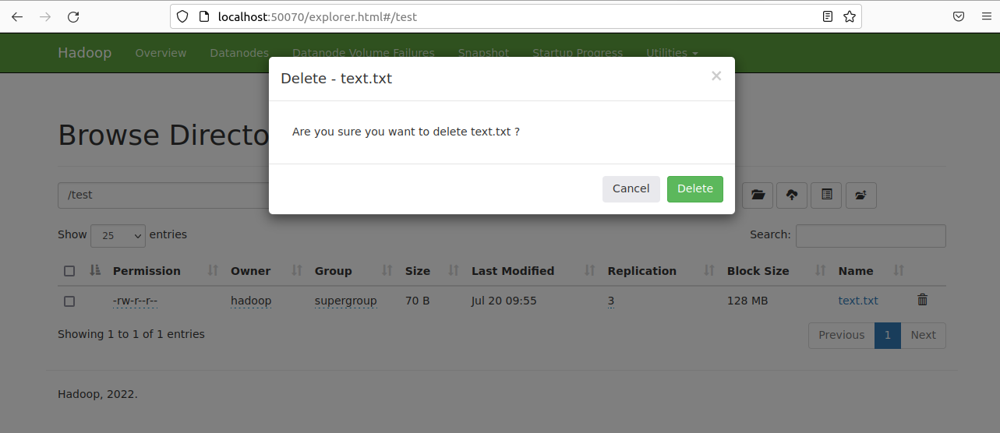 localhost:50070/explorer.html#/test
Hadoop Overview Datanodes Datanode Volume Failures Snapshot Startup Progress Utilities
Delete - text.txt ×
Are you sure you want to delete text.txt ?
Cancel Delete
Browse Directo
/test
Show 25 entries Search:
Permission Owner Group Size Last Modified Replication Block Size Name
-rw-r--r-- hadoop supergroup 70 B Jul 20 09:55 3 128 MB text.txt
Showing 1 to 1 of 1 entries Previous 1 Next
Hadoop, 2022.